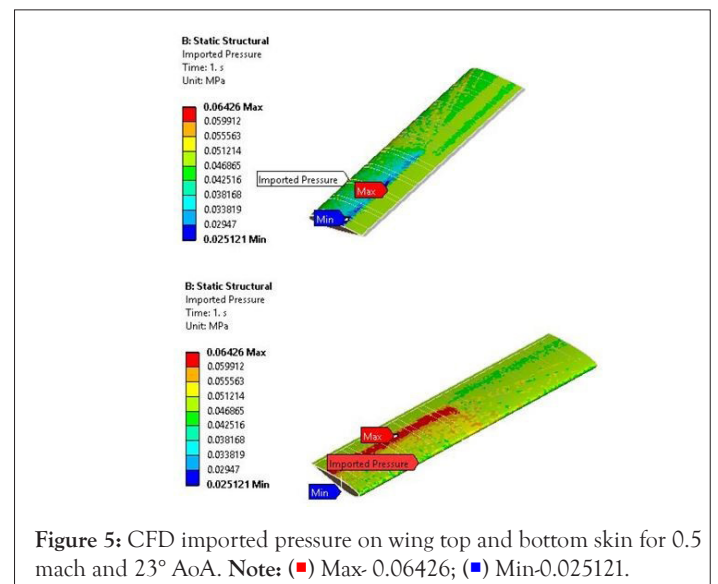 B: Static Structural
Imported Pressure
Time: 1. s
Unit: MPa
0.06426 Max
0.059912
0.055563
0.051214
0.046865
0.042516
0.038168
0.033819
0.02947
0.025121 Min
Imported Pressure
Max
Min
B: Static Structural
Imported Pressure
Time: 1. s
Unit: MPa
0.06426 Max
0.059912
0.055563
0.051214
0.046865
0.042516
0.038168
0.033819
0.02947
0.025121 Min
Max
Imported Pressure
Min
Figure 5: CFD imported pressure on wing top and bottom skin for 0.5
mach and 23° AoA. Note: (■) Max- 0.06426; (■) Min-0.025121.